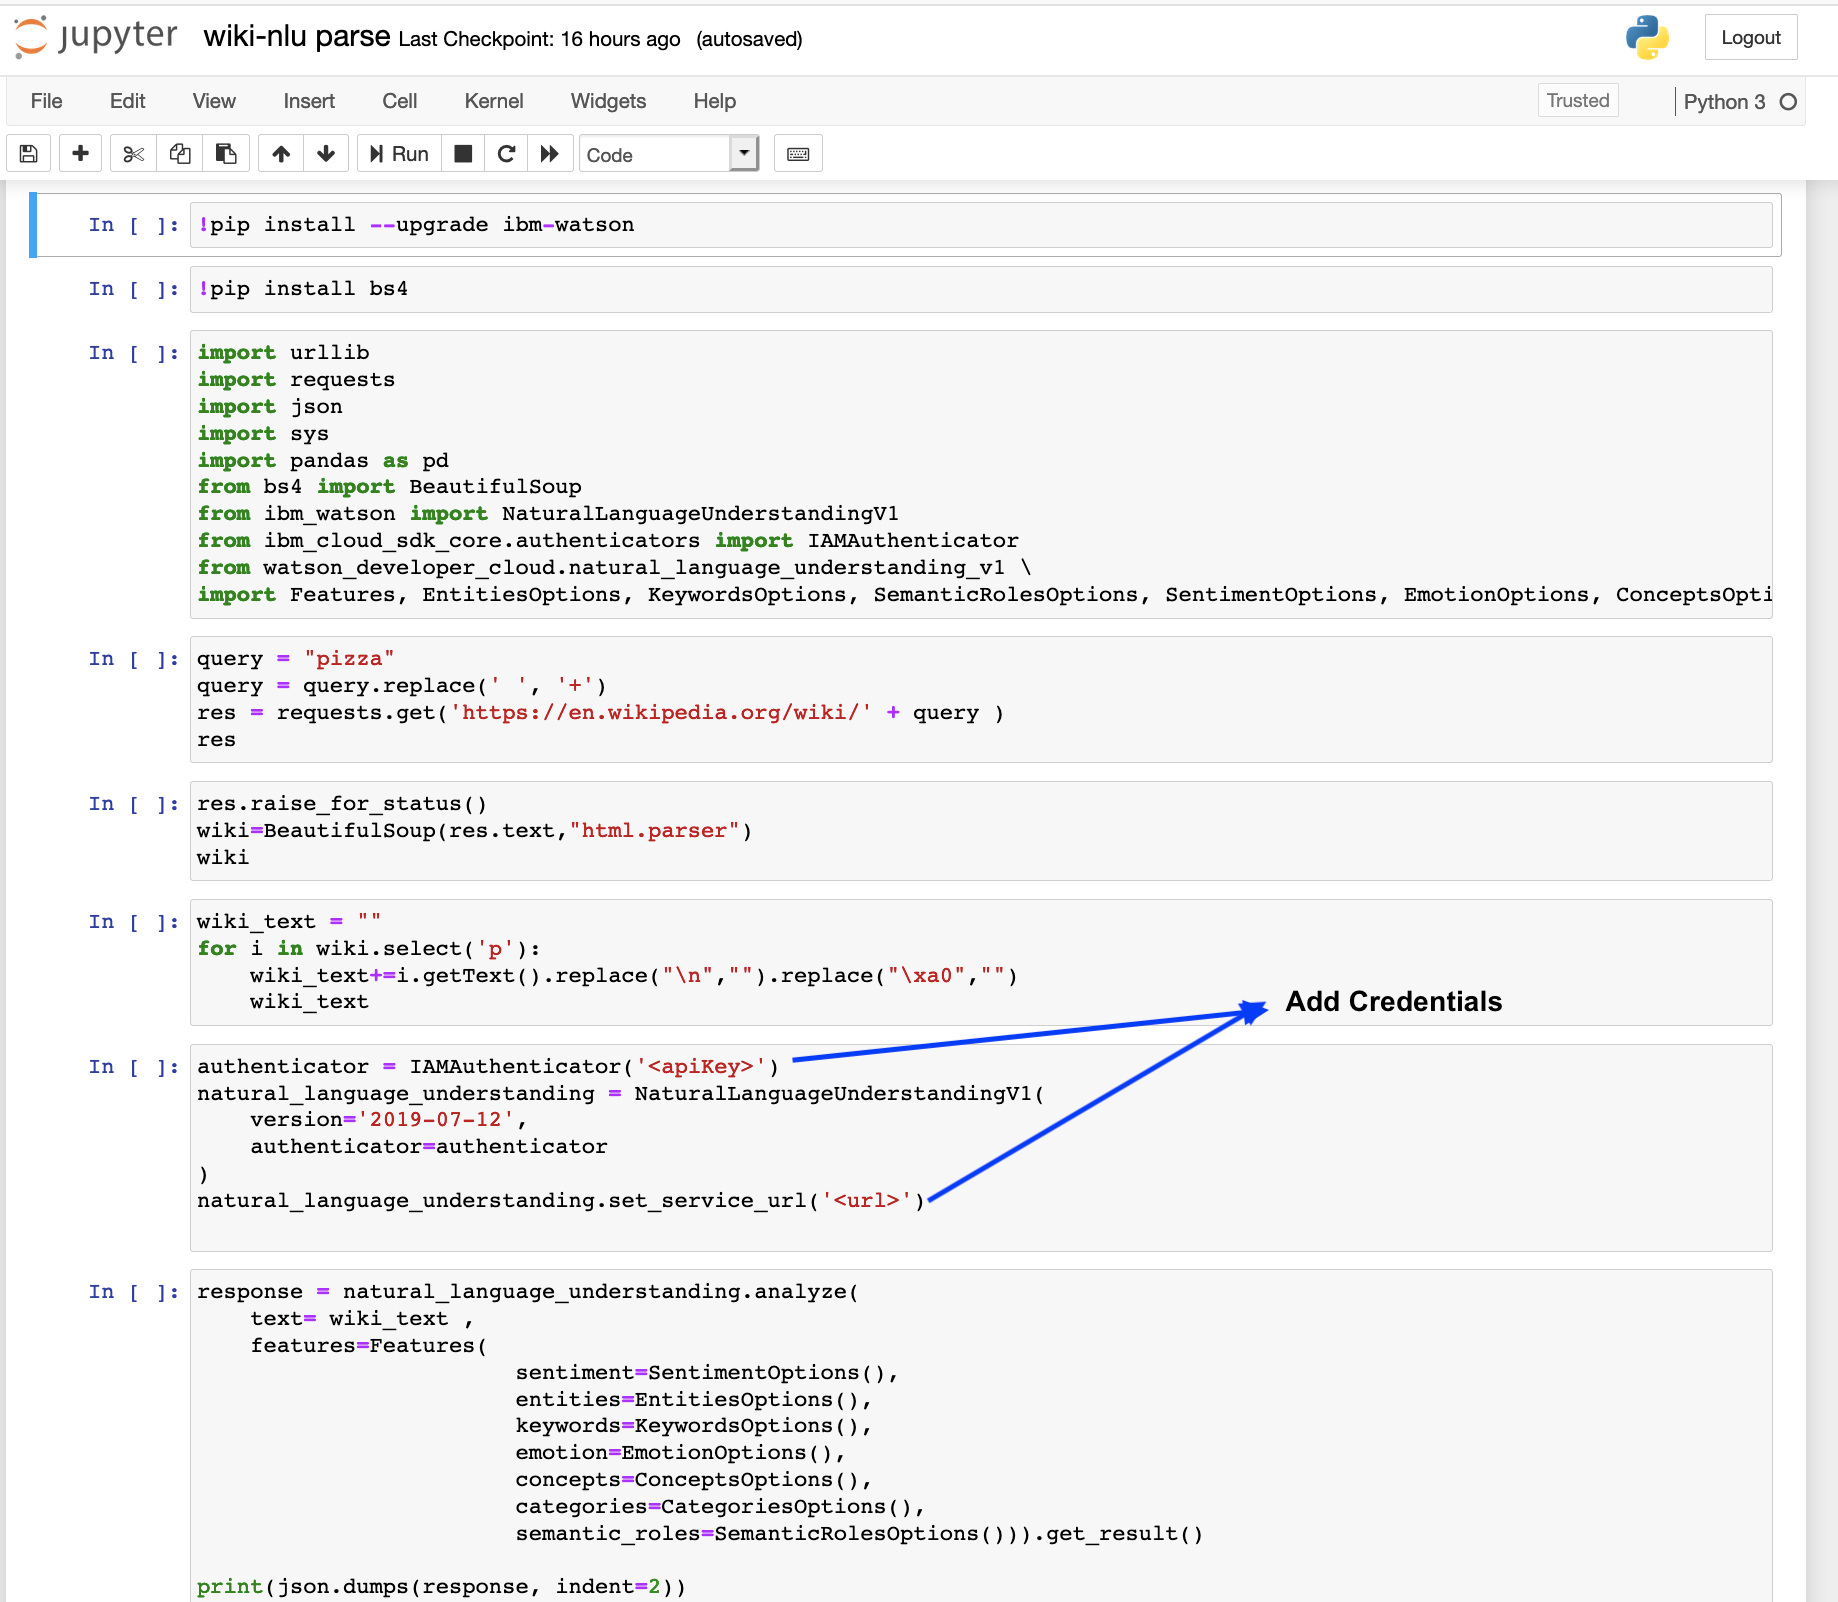 jupyter wiki-nlu parse Last Checkpoint: 16 hours ago (autosaved) Logout
File Edit View Insert Cell Kernel Widgets Help Trusted Python 3
Run Code
In [ ]: !pip install --upgrade ibm-watson
In [ ]: !pip install bs4
In [ ]: import urllib
import requests
import json
import sys
import pandas as pd
from bs4 import BeautifulSoup
from ibm_watson import NaturalLanguageUnderstandingV1
from ibm_cloud_sdk_core.authenticators import IAMAuthenticator
from watson_developer_cloud.natural_language_understanding_v1 \
import Features, EntitiesOptions, KeywordsOptions, SemanticRolesOptions, SentimentOptions, EmotionOptions, ConceptsOpti
In [ ]: query = "pizza"
query = query.replace(' ', '+')
res = requests.get('https://en.wikipedia.org/wiki/' + query )
res
In [ ]: res.raise_for_status()
wiki=BeautifulSoup(res.text,"html.parser")
wiki
In [ ]: wiki_text = ""
for i in wiki.select('p'):
    wiki_text+=i.getText().replace("\n","").replace("\xa0","")
    wiki_text
Add Credentials
In [ ]: authenticator = IAMAuthenticator('<apiKey>')
natural_language_understanding = NaturalLanguageUnderstandingV1(
    version='2019-07-12',
    authenticator=authenticator
)
natural_language_understanding.set_service_url('<url>')
In [ ]: response = natural_language_understanding.analyze(
    text= wiki_text ,
    features=Features(
                        sentiment=SentimentOptions(),
                        entities=EntitiesOptions(),
                        keywords=KeywordsOptions(),
                        emotion=EmotionOptions(),
                        concepts=ConceptsOptions(),
                        categories=CategoriesOptions(),
                        semantic_roles=SemanticRolesOptions())).get_result()
print(json.dumps(response, indent=2))